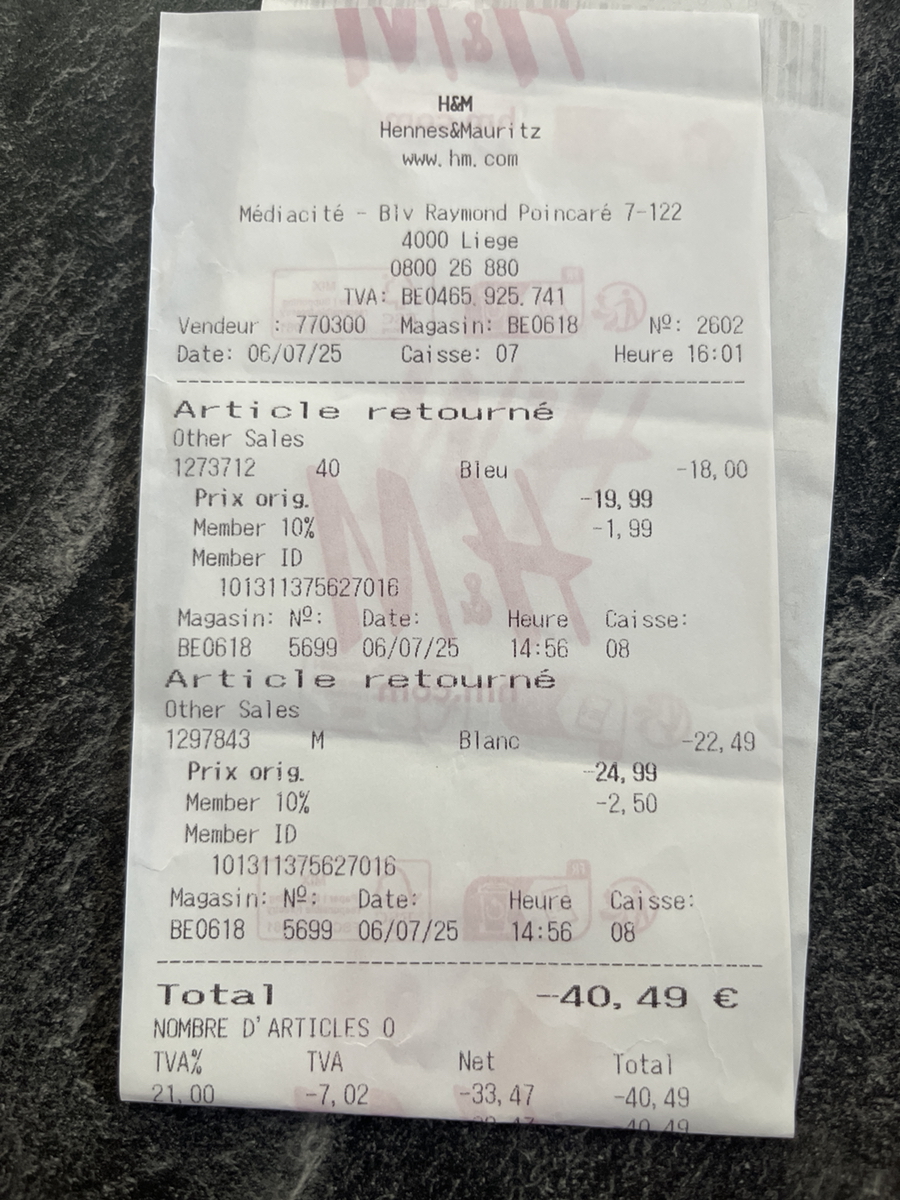 H&M
Hennes&Mauritz
www.hm.com
Médiacité - Blv Raymond Poincaré 7-122
4000 Liege
0800 26 880
TVA: BE0465.925.741
Vendeur : 770300 Magasin: BE0618 Nº: 2602
Date: 06/07/25 Caisse: 07 Heure 16:01
Article retourné
Other Sales
1273712 40 Bleu -18,00
Prix orig. -19,99
Member 10% -1,99
Member ID
101311375627016
Magasin: Nº: Date: Heure Caisse:
BE0618 5699 06/07/25 14:56 08
Article retourné
Other Sales
1297843 M Blanc -22,49
Prix orig. -24,99
Member 10% -2,50
Member ID
101311375627016
Magasin: Nº: Date: Heure Caisse:
BE0618 5699 06/07/25 14:56 08
Total -40,49 €
NOMBRE D'ARTICLES 0
TVA% TVA Net Total
21,00 -7,02 -33,47 -40,49